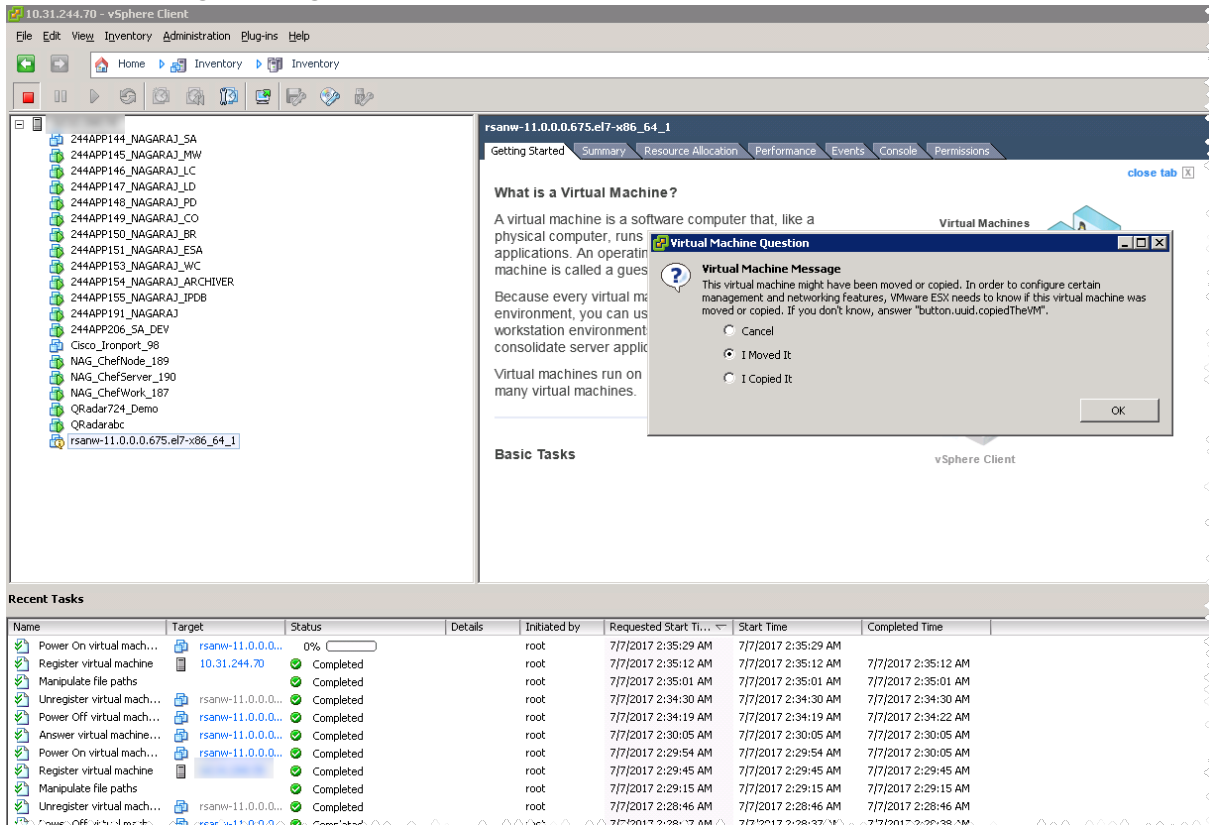 10.31.244.70 - vSphere Client
File Edit View Inventory Administration Plug-ins Help
Home Inventory Inventory
244APP144_NAGARAJ_SA
244APP145_NAGARAJ_MW
244APP146_NAGARAJ_LC
244APP147_NAGARAJ_LD
244APP148_NAGARAJ_PD
244APP149_NAGARAJ_CO
244APP150_NAGARAJ_BR
244APP151_NAGARAJ_ESA
244APP153_NAGARAJ_WC
244APP154_NAGARAJ_ARCHIVER
244APP155_NAGARAJ_IPDB
244APP191_NAGARAJ
244APP206_SA_DEV
Cisco_Ironport_98
NAG_ChefNode_189
NAG_ChefServer_190
NAG_ChefWork_187
QRadar724_Demo
QRadarabc
rsanw-11.0.0.0.675.el7-x86_64_1
rsanw-11.0.0.0.675.el7-x86_64_1
Getting Started Summary Resource Allocation Performance Events Console Permissions
close tab X
What is a Virtual Machine?
A virtual machine is a software computer that, like a
physical computer, runs
applications. An operatin
machine is called a gues
Because every virtual ma
environment, you can us
workstation environment
consolidate server applic
Virtual machines run on
many virtual machines.
Basic Tasks
Virtual Machines
vSphere Client
Virtual Machine Question
Virtual Machine Message
This virtual machine might have been moved or copied. In order to configure certain
management and networking features, VMware ESX needs to know if this virtual machine was
moved or copied. If you don't know, answer "button.uuid.copiedTheVM".
Cancel
I Moved It
I Copied It
OK
Recent Tasks
Name Target Status Details Initiated by Requested Start Ti... Start Time Completed Time
Power On virtual mach... rsanw-11.0.0.0... 0% root 7/7/2017 2:35:29 AM 7/7/2017 2:35:29 AM
Register virtual machine 10.31.244.70 Completed root 7/7/2017 2:35:12 AM 7/7/2017 2:35:12 AM 7/7/2017 2:35:12 AM
Manipulate file paths Completed root 7/7/2017 2:35:01 AM 7/7/2017 2:35:01 AM 7/7/2017 2:35:01 AM
Unregister virtual mach... rsanw-11.0.0.0... Completed root 7/7/2017 2:34:30 AM 7/7/2017 2:34:30 AM 7/7/2017 2:34:30 AM
Power Off virtual mach... rsanw-11.0.0.0... Completed root 7/7/2017 2:34:19 AM 7/7/2017 2:34:19 AM 7/7/2017 2:34:22 AM
Answer virtual machine... rsanw-11.0.0.0... Completed root 7/7/2017 2:30:05 AM 7/7/2017 2:30:05 AM 7/7/2017 2:30:05 AM
Power On virtual mach... rsanw-11.0.0.0... Completed root 7/7/2017 2:29:54 AM 7/7/2017 2:29:54 AM 7/7/2017 2:30:05 AM
Register virtual machine Completed root 7/7/2017 2:29:45 AM 7/7/2017 2:29:45 AM 7/7/2017 2:29:45 AM
Manipulate file paths Completed root 7/7/2017 2:29:15 AM 7/7/2017 2:29:15 AM 7/7/2017 2:29:15 AM
Unregister virtual mach... rsanw-11.0.0.0... Completed root 7/7/2017 2:28:46 AM 7/7/2017 2:28:46 AM 7/7/2017 2:28:46 AM